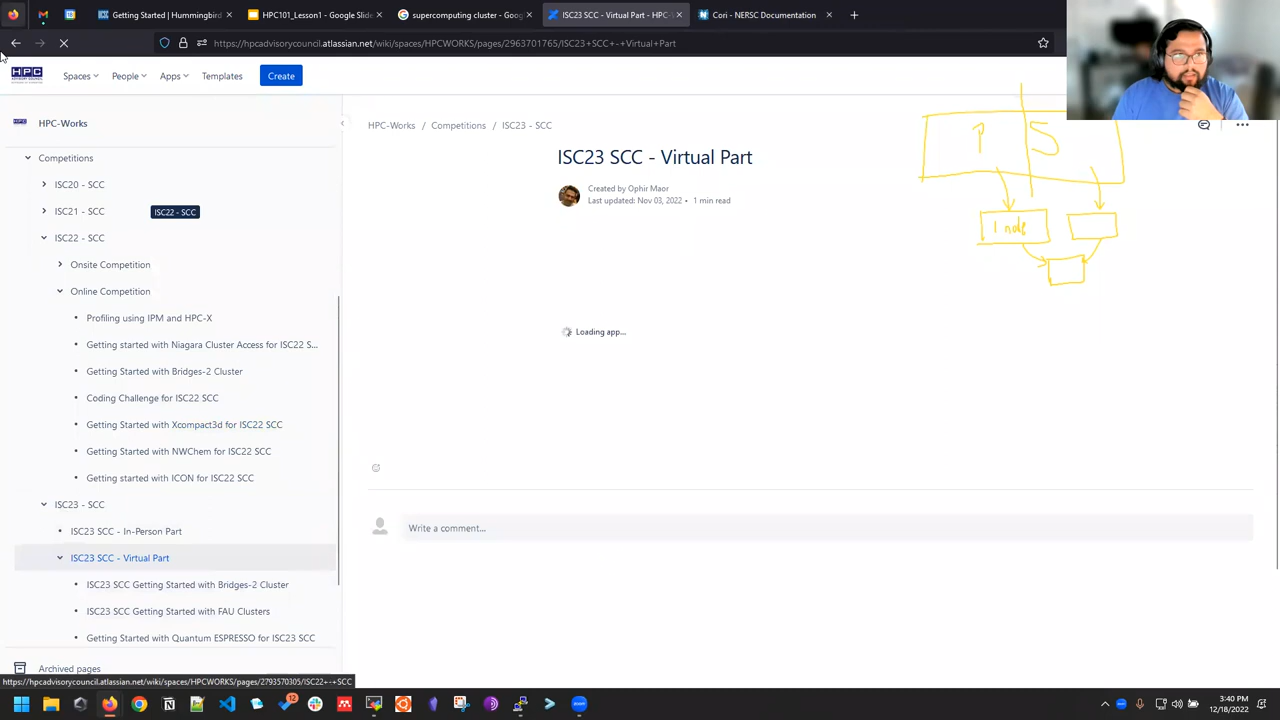 Getting Started | Hummingbird
HPC101_Lesson1 - Google Slide
supercomputing cluster - Goog
ISC23 SCC - Virtual Part - HPC-W
Cori - NERSC Documentation
https://hpcadvisorycouncil.atlassian.net/wiki/spaces/HPCWORKS/pages/2963701765/ISC23+SCC+-+Virtual+Part
HPC
Spaces
People
Apps
Templates
Create
HPC-Works
Competitions
ISC20 - SCC
ISC21 - SCC
ISC22 - SCC
ISC22 - SCC
Onsite Competition
Online Competition
Profiling using IPM and HPC-X
Getting started with Niagara Cluster Access for ISC22 S...
Getting Started with Bridges-2 Cluster
Coding Challenge for ISC22 SCC
Getting Started with Xcompact3d for ISC22 SCC
Getting Started with NWChem for ISC22 SCC
Getting started with ICON for ISC22 SCC
ISC23 - SCC
ISC23 SCC - In-Person Part
ISC23 SCC - Virtual Part
ISC23 SCC Getting Started with Bridges-2 Cluster
ISC23 SCC Getting Started with FAU Clusters
Getting Started with Quantum ESPRESSO for ISC23 SCC
Archived pages
https://hpcadvisorycouncil.atlassian.net/wiki/spaces/HPCWORKS/pages/2793570305/ISC22+-+SCC
HPC-Works / Competitions / ISC23 - SCC
ISC23 SCC - Virtual Part
Created by Ophir Maor
Last updated: Nov 03, 2022 • 1 min read
Loading app...
Write a comment...
P S
1 node
12
3:40 PM
12/18/2022